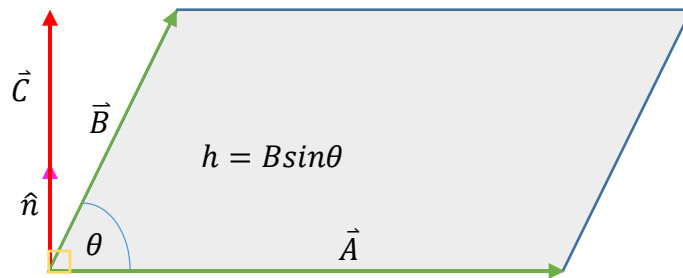 C⃗
B⃗
h = Bsinθ
n̂
θ
A⃗